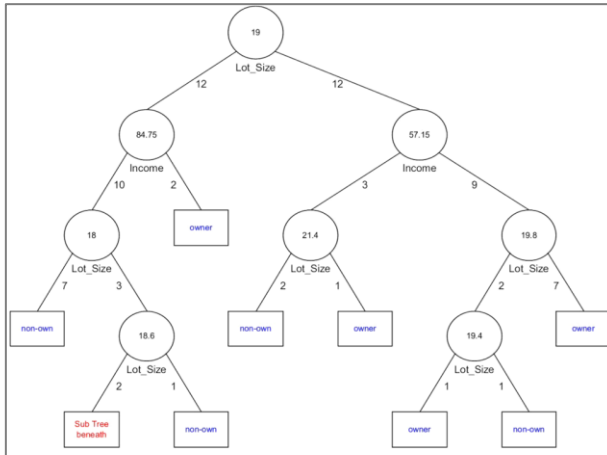 19
Lot_Size
12 12
84.75 57.15
Income Income
10 2 3 9
18 owner 21.4 19.8
Lot_Size Lot_Size Lot_Size
7 3 2 1 2 7
non-own 18.6 non-own owner 19.4 owner
Lot_Size Lot_Size
2 1 1 1
Sub Tree
beneath non-own owner non-own